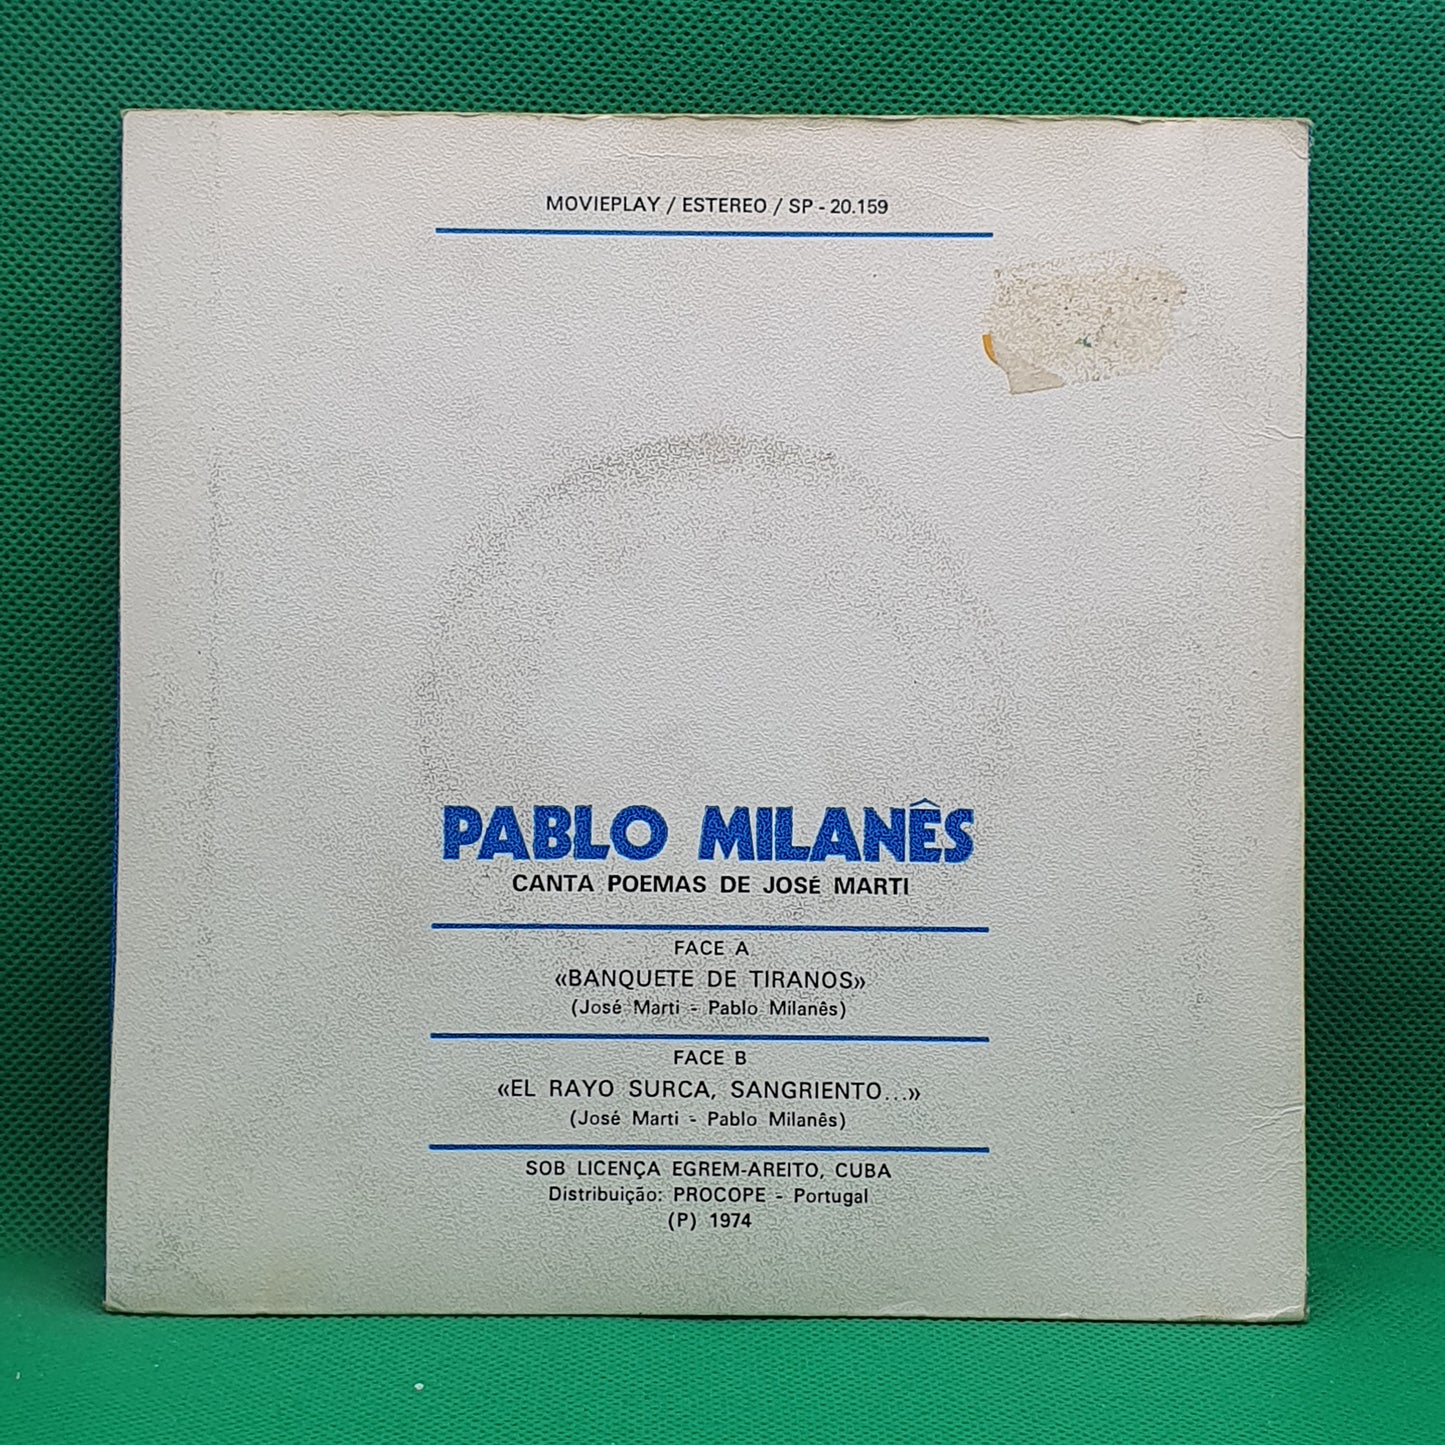 MOVIEPLAY / ESTEREO / SP - 20.159
PABLO MILANÊS
CANTA POEMAS DE JOSÉ MARTI
FACE A
«BANQUETE DE TIRANOS»
(José Marti - Pablo Milanês)
FACE B
«EL RAYO SURCA, SANGRIENTO...»
(José Marti - Pablo Milanês)
SOB LICENÇA EGREM-AREITO, CUBA
Distribuição: PROCOPE - Portugal
(P) 1974